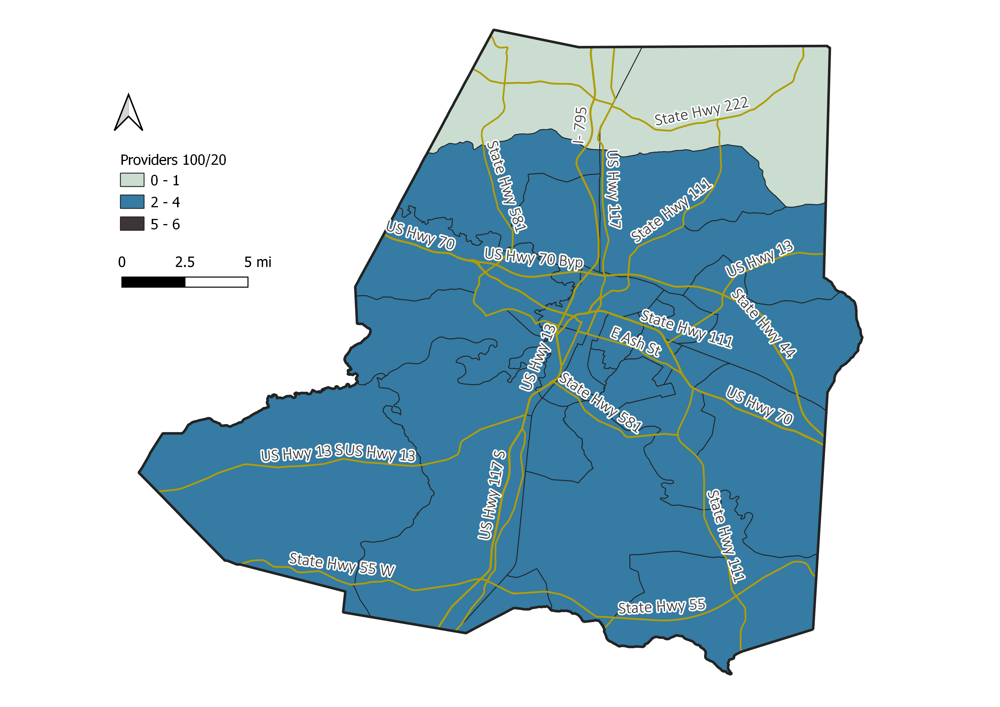 State Hwy 222
I- 795
Providers 100/20
0 - 1
2 - 4
5 - 6
0 2.5 5 mi
State Hwy 581
US Hwy 117
State Hwy 111
US Hwy 70
US Hwy 70 Byp
US Hwy 13
State Hwy 44
State Hwy 111
E Ash St
US Hwy 13
State Hwy 581
US Hwy 70
US Hwy 13 S
US Hwy 13
US Hwy 117 S
State Hwy 111
State Hwy 55 W
State Hwy 55